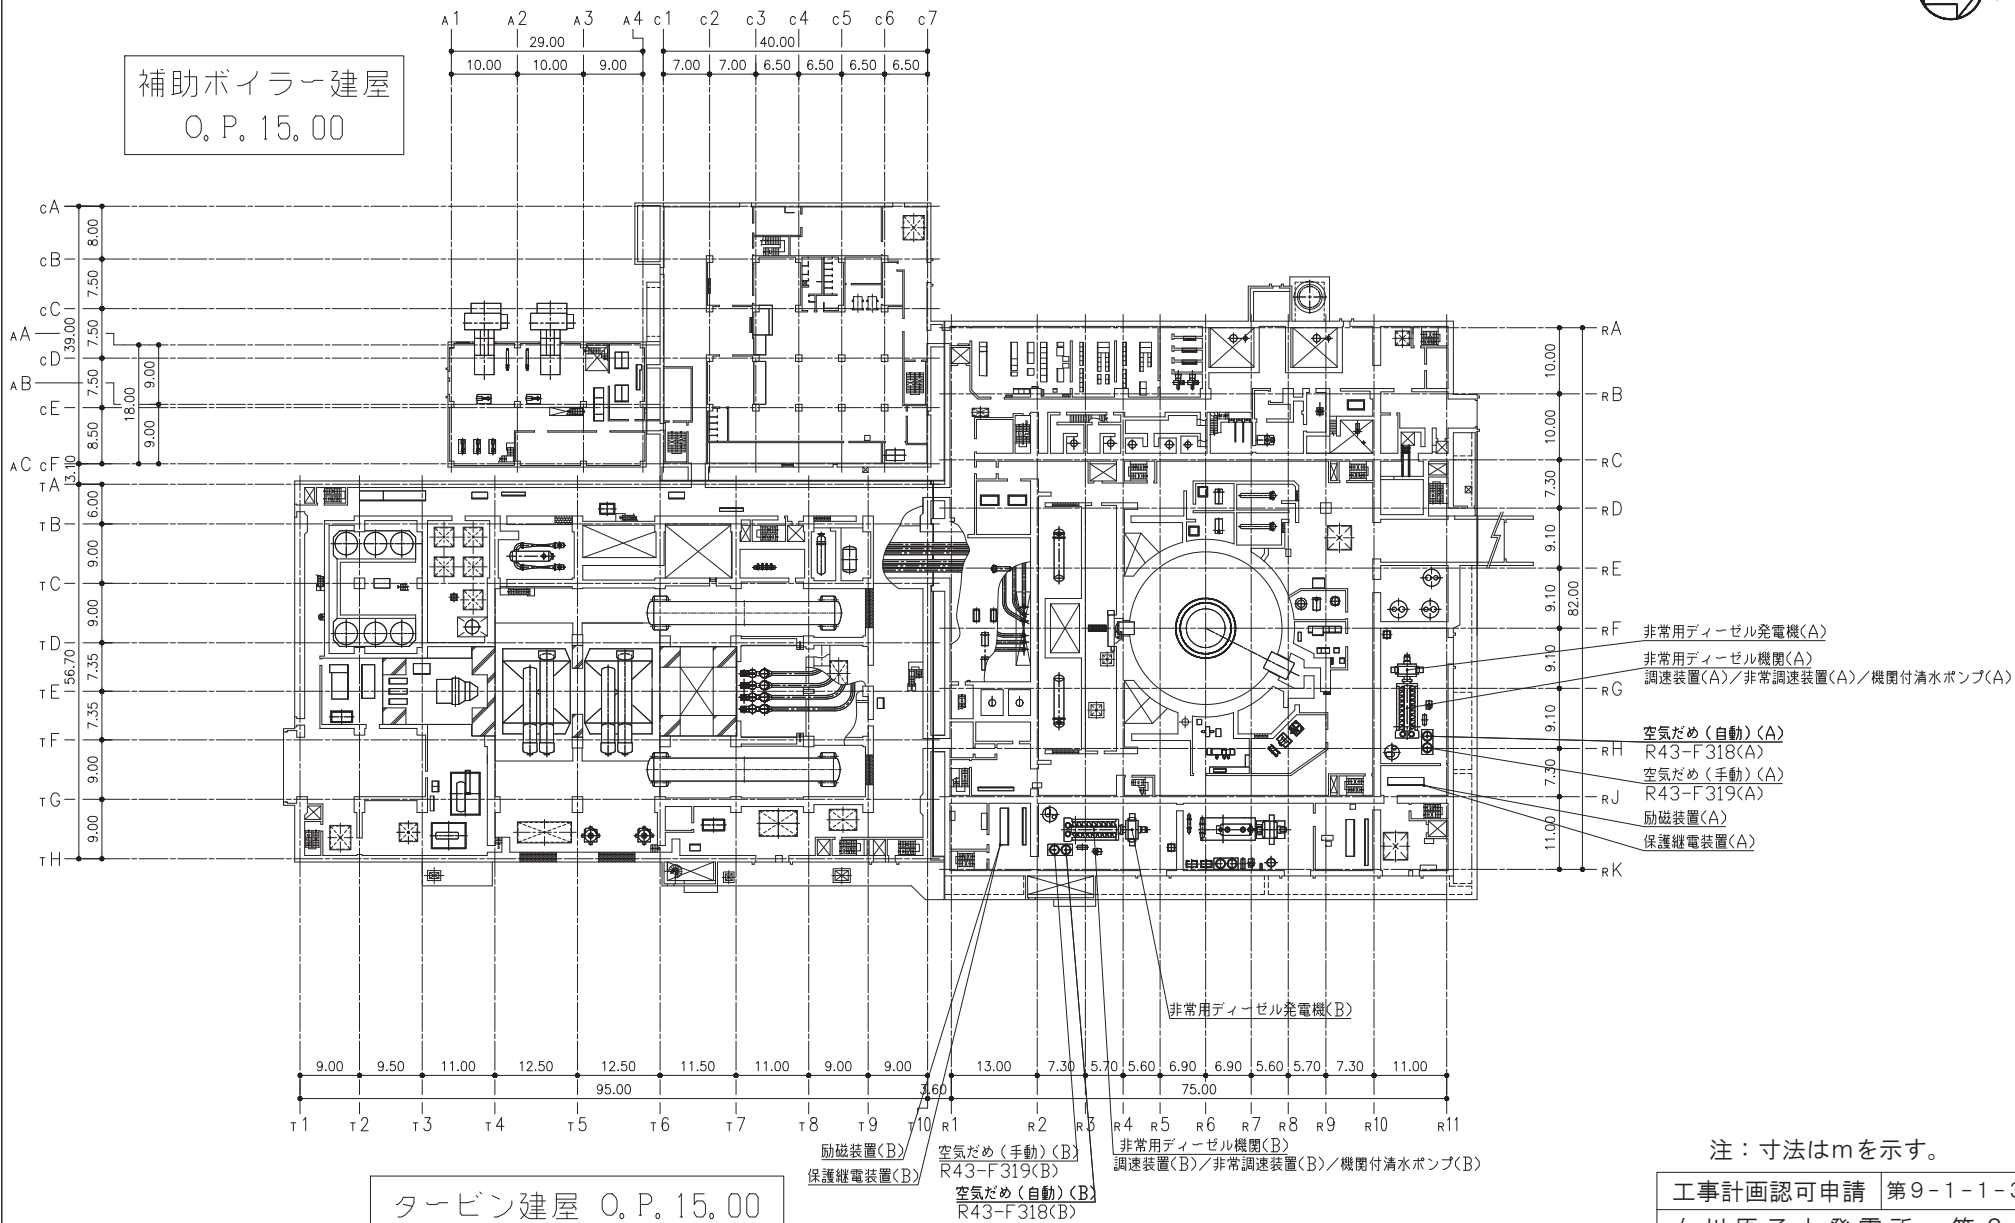 A1 A2 A3 A4 C1 C2 C3 C4 C5 C6 C7
29.00 40.00
10.00 10.00 9.00 7.00 7.00 6.50 6.50 6.50 6.50
補助ボイラー建屋
O.P.15.00
CA
8.00
CB
7.50
CC
39.00
AA
7.50
CD
9.00
AB
7.50
18.00
CE
8.50
9.00
AC CF
3.10
TA
6.00
TB
9.00
TC
9.00
TD
7.35
56.70
TE
7.35
TF
9.00
TG
9.00
TH
RA
10.00
RB
10.00
RC
7.30
RD
9.10
RE
9.10
82.00
RF
9.10
RG
9.10
RH
7.30
RJ
11.00
RK
非常用ディーゼル発電機(A)
非常用ディーゼル機関(A)
調速装置(A)/非常調速装置(A)/機関付清水ポンプ(A)
空気だめ(自動)(A)
R43-F318(A)
空気だめ(手動)(A)
R43-F319(A)
励磁装置(A)
保護継電装置(A)
非常用ディーゼル発電機(B)
9.00 9.50 11.00 12.50 12.50 11.50 11.00 9.00 9.00 13.00 7.30 5.70 5.60 6.90 6.90 5.60 5.70 7.30 11.00
95.00 3.60 75.00
T1 T2 T3 T4 T5 T6 T7 T8 T9 T10 R1 R2 R3 R4 R5 R6 R7 R8 R9 R10 R11
励磁装置(B)
保護継電装置(B)
空気だめ(手動)(B)
R43-F319(B)
空気だめ(自動)(B)
R43-F318(B)
非常用ディーゼル機関(B)
調速装置(B)/非常調速装置(B)/機関付清水ポンプ(B)
タービン建屋 O.P.15.00
注:寸法はmを示す。
工事計画認可申請 第9-1-1-3